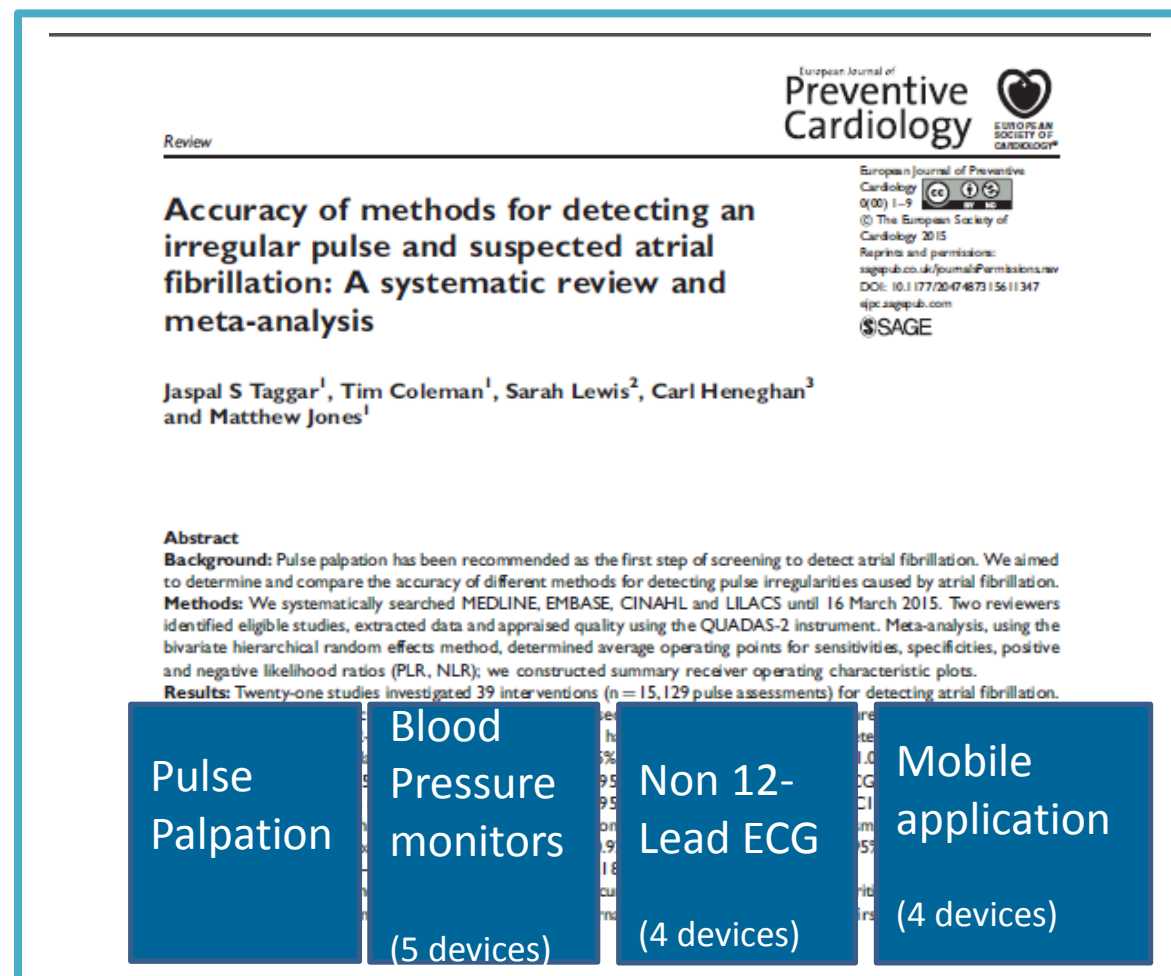 European Journal of
Preventive
Cardiology
EUROPEAN
SOCIETY OF
CARDIOLOGY®
Review
European Journal of Preventive
Cardiology
0(00) 1–9
cc
BY NC
© The European Society of
Cardiology 2015
Reprints and permissions:
sagepub.co.uk/journalsPermissions.nav
DOI: 10.1177/2047487315611347
ejpc.sagepub.com
SAGE
Accuracy of methods for detecting an
irregular pulse and suspected atrial
fibrillation: A systematic review and
meta-analysis
Jaspal S Taggar1, Tim Coleman1, Sarah Lewis2, Carl Heneghan3
and Matthew Jones1
Abstract
Background: Pulse palpation has been recommended as the first step of screening to detect atrial fibrillation. We aimed
to determine and compare the accuracy of different methods for detecting pulse irregularities caused by atrial fibrillation.
Methods: We systematically searched MEDLINE, EMBASE, CINAHL and LILACS until 16 March 2015. Two reviewers
identified eligible studies, extracted data and appraised quality using the QUADAS-2 instrument. Meta-analysis, using the
bivariate hierarchical random effects method, determined average operating points for sensitivities, specificities, positive
and negative likelihood ratios (PLR, NLR); we constructed summary receiver operating characteristic plots.
Results: Twenty-one studies investigated 39 interventions (n = 15,129 pulse assessments) for detecting atrial fibrillation.
Pulse
Palpation
Blood
Pressure
monitors
(5 devices)
Non 12-
Lead ECG
(4 devices)
Mobile
application
(4 devices)